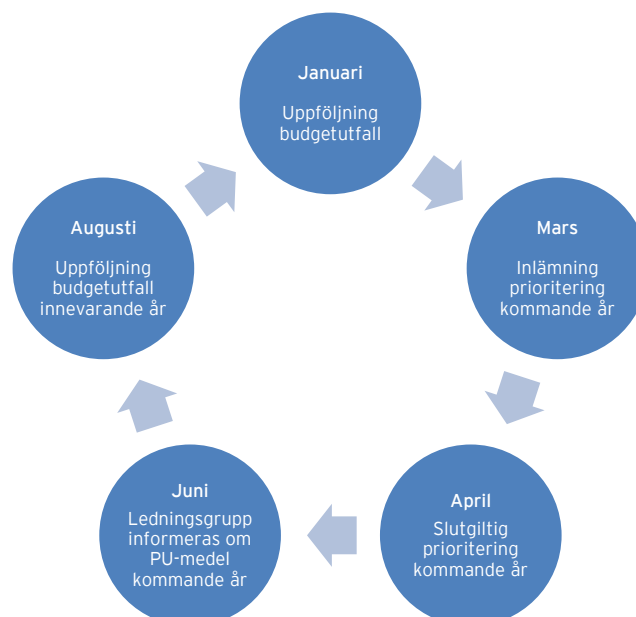 Januari
Uppföljning
budgetutfall
Mars
Inlämning
prioritering
kommande år
April
Slutgiltig
prioritering
kommande år
Juni
Ledningsgrupp
informeras om
PU-medel
kommande år
Augusti
Uppföljning
budgetutfall
innevarande år